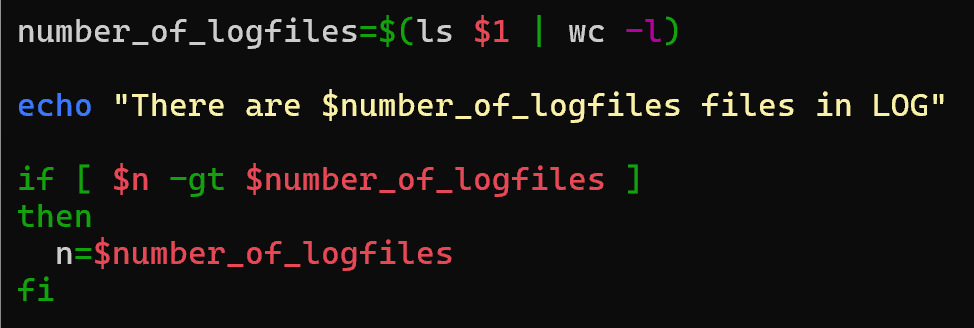 number_of_logfiles=$(ls $1 | wc -l)
echo "There are $number_of_logfiles files in LOG"
if [ $n -gt $number_of_logfiles ]
then
  n=$number_of_logfiles
fi